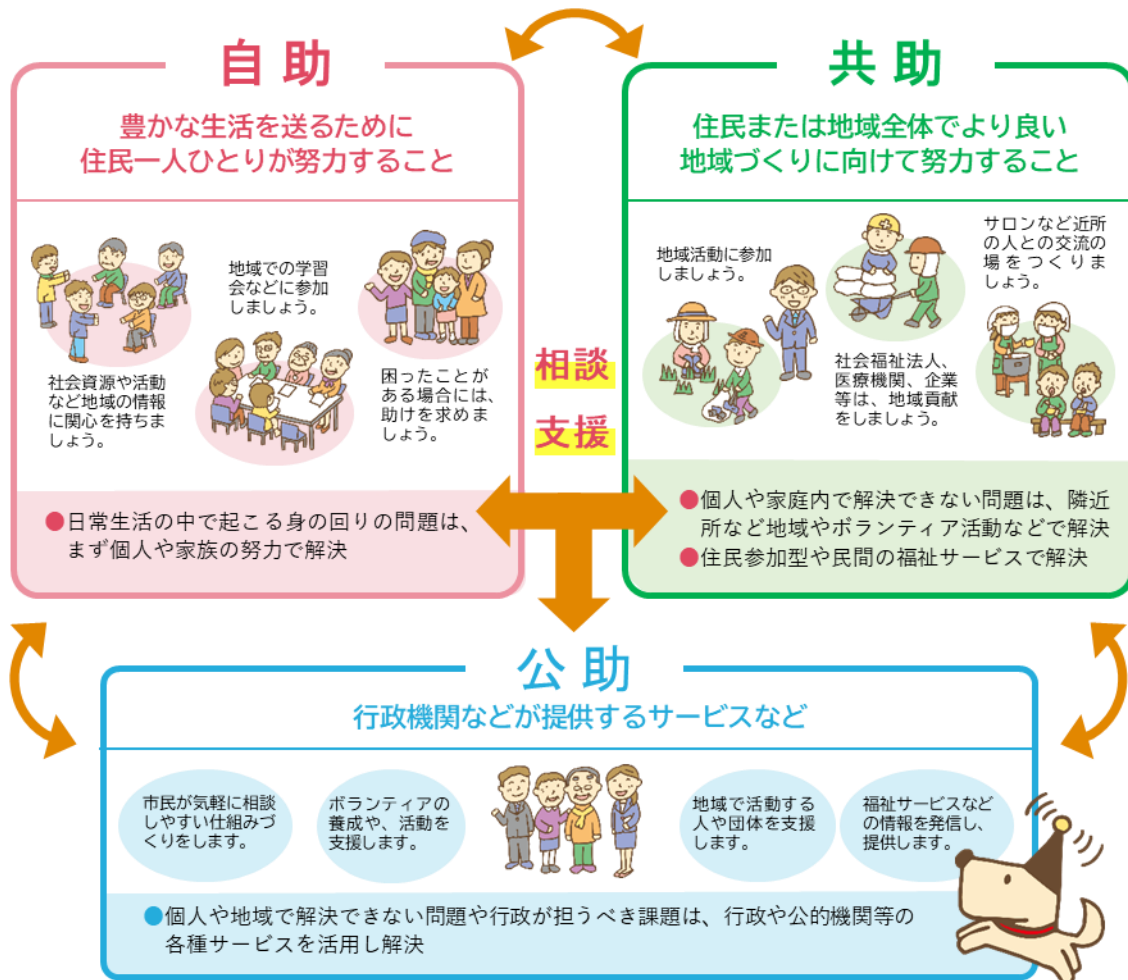 自助
豊かな生活を送るために
住民一人ひとりが努力すること
社会資源や活動
など地域の情報
に関心を持ちま
しょう。
地域での学習
会などに参加
しましょう。
困ったことが
ある場合には、
助けを求めま
しょう。
●日常生活の中で起こる身の回りの問題は、
まず個人や家族の努力で解決
相談
支援
共助
住民または地域全体でより良い
地域づくりに向けて努力すること
地域活動に参加
しましょう。
社会福祉法人、
医療機関、企業
等は、地域貢献
をしましょう。
サロンなど近所
の人との交流の
場をつくりま
しょう。
●個人や家庭内で解決できない問題は、隣近
所など地域やボランティア活動などで解決
●住民参加型や民間の福祉サービスで解決
公助
行政機関などが提供するサービスなど
市民が気軽に相談
しやすい仕組みづ
くりをします。
ボランティアの
養成や、活動を
支援します。
地域で活動する
人や団体を支援
します。
福祉サービスなど
の情報を発信し、
提供します。
●個人や地域で解決できない問題や行政が担うべき課題は、行政や公的機関等の
各種サービスを活用し解決